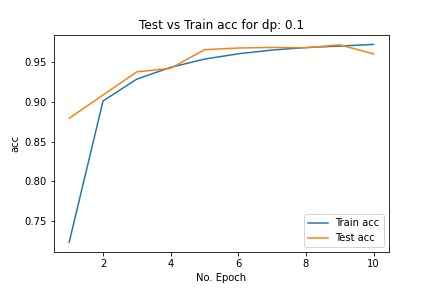 Test vs Train acc for dp: 0.1
acc
0.95
0.90
0.85
0.80
0.75
2 4 6 8 10
No. Epoch
Train acc
Test acc